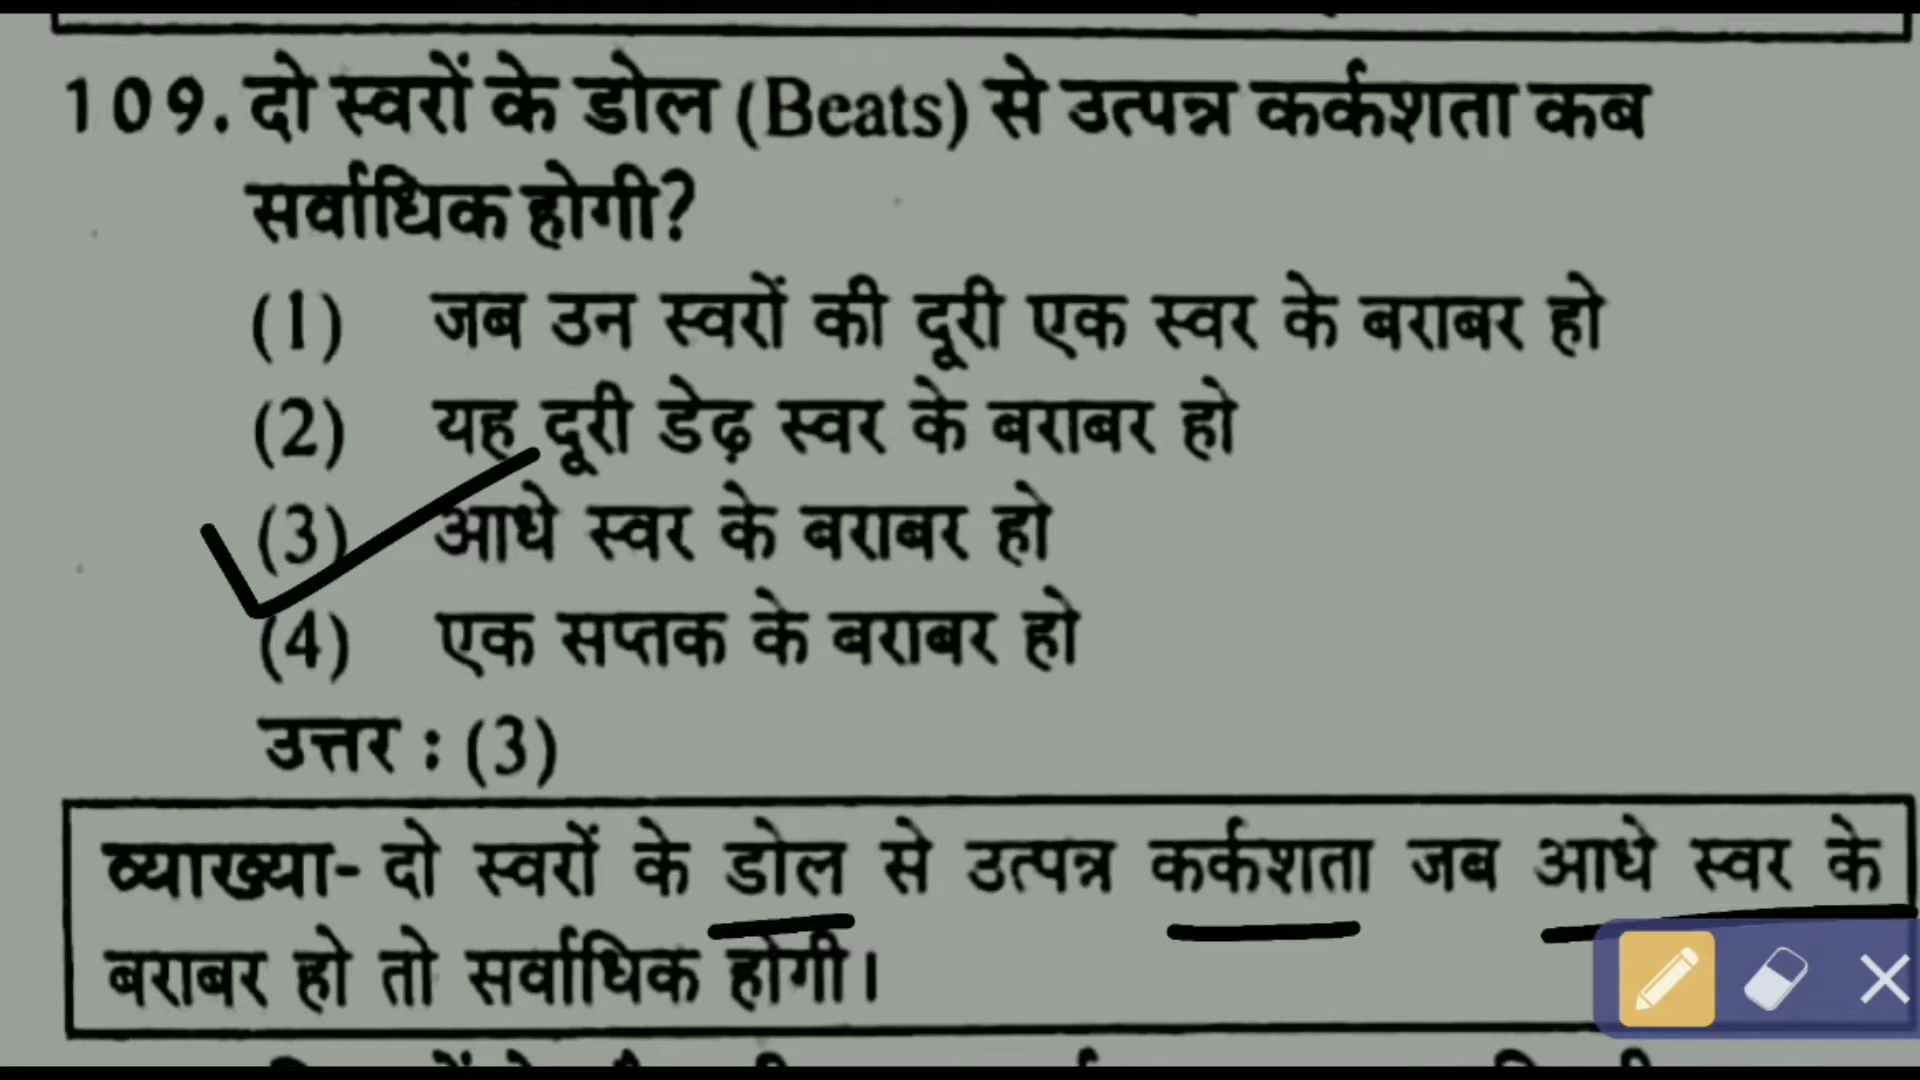 109. दो स्वरों के डोल (Beats) से उत्पन्न कर्कशता कब
सर्वाधिक होगी?
(1) जब उन स्वरों की दूरी एक स्वर के बराबर हो
(2) यह दूरी डेढ़ स्वर के बराबर हो
(3) आधे स्वर के बराबर हो
(4) एक सप्तक के बराबर हो
उत्तर : (3)
व्याख्या- दो स्वरों के डोल से उत्पन्न कर्कशता जब आधे स्वर के
बराबर हो तो सर्वाधिक होगी।